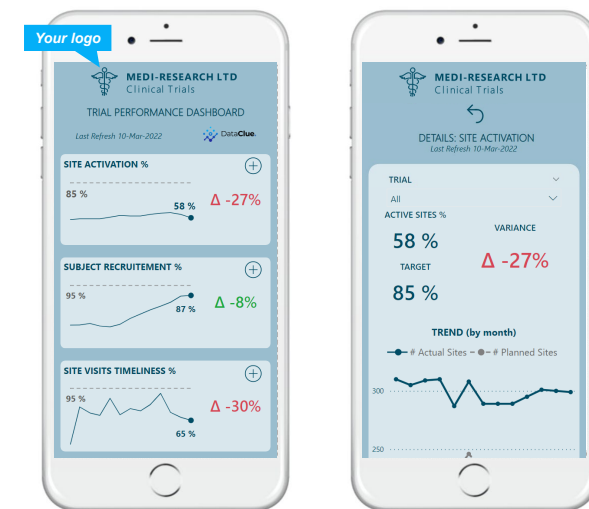 Your logo
MEDI-RESEARCH LTD
Clinical Trials
TRIAL PERFORMANCE DASHBOARD
Last Refresh 10-Mar-2022
DataClue.
SITE ACTIVATION %
85 %
58 %
Δ -27%
SUBJECT RECRUITEMENT %
95 %
87 %
Δ -8%
SITE VISITS TIMELINESS %
95 %
65 %
Δ -30%
MEDI-RESEARCH LTD
Clinical Trials
DETAILS: SITE ACTIVATION
Last Refresh 10-Mar-2022
TRIAL
All
ACTIVE SITES %
58 %
VARIANCE
Δ -27%
TARGET
85 %
TREND (by month)
# Actual Sites
# Planned Sites
300
250